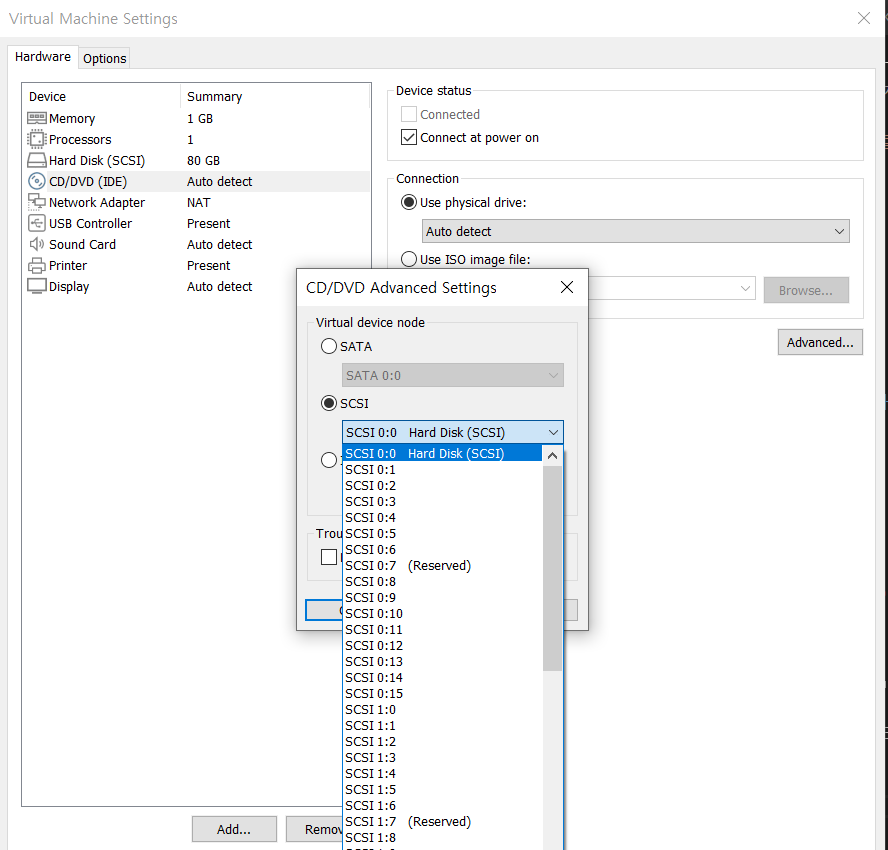 Virtual Machine Settings
Hardware
Options
Device Summary
Memory 1 GB
Processors 1
Hard Disk (SCSI) 80 GB
CD/DVD (IDE) Auto detect
Network Adapter NAT
USB Controller Present
Sound Card Auto detect
Printer Present
Display Auto detect
Add...
Device status
Connected
Connect at power on
Connection
Use physical drive:
Auto detect
Use ISO image file:
Browse...
Advanced...
CD/DVD Advanced Settings
Virtual device node
SATA
SATA 0:0
SCSI
SCSI 0:0 Hard Disk (SCSI)
SCSI 0:0 Hard Disk (SCSI)
SCSI 0:1
SCSI 0:2
SCSI 0:3
SCSI 0:4
SCSI 0:5
SCSI 0:6
SCSI 0:7 (Reserved)
SCSI 0:8
SCSI 0:9
SCSI 0:10
SCSI 0:11
SCSI 0:12
SCSI 0:13
SCSI 0:14
SCSI 0:15
SCSI 1:0
SCSI 1:1
SCSI 1:2
SCSI 1:3
SCSI 1:4
SCSI 1:5
SCSI 1:6
SCSI 1:7 (Reserved)
SCSI 1:8